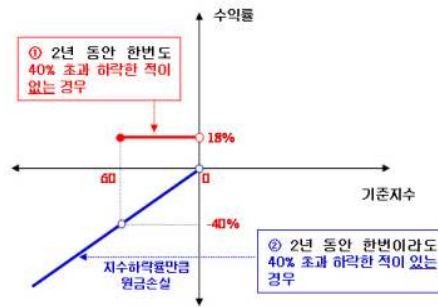 수익률
① 2년 동안 한번도
40% 초과 하락한 적이
없는 경우
18%
60
0
기준지수
-40%
② 2년 동안 한번이라도
40% 초과 하락한 적이 있는
경우
지수하락률만큼
원금손실